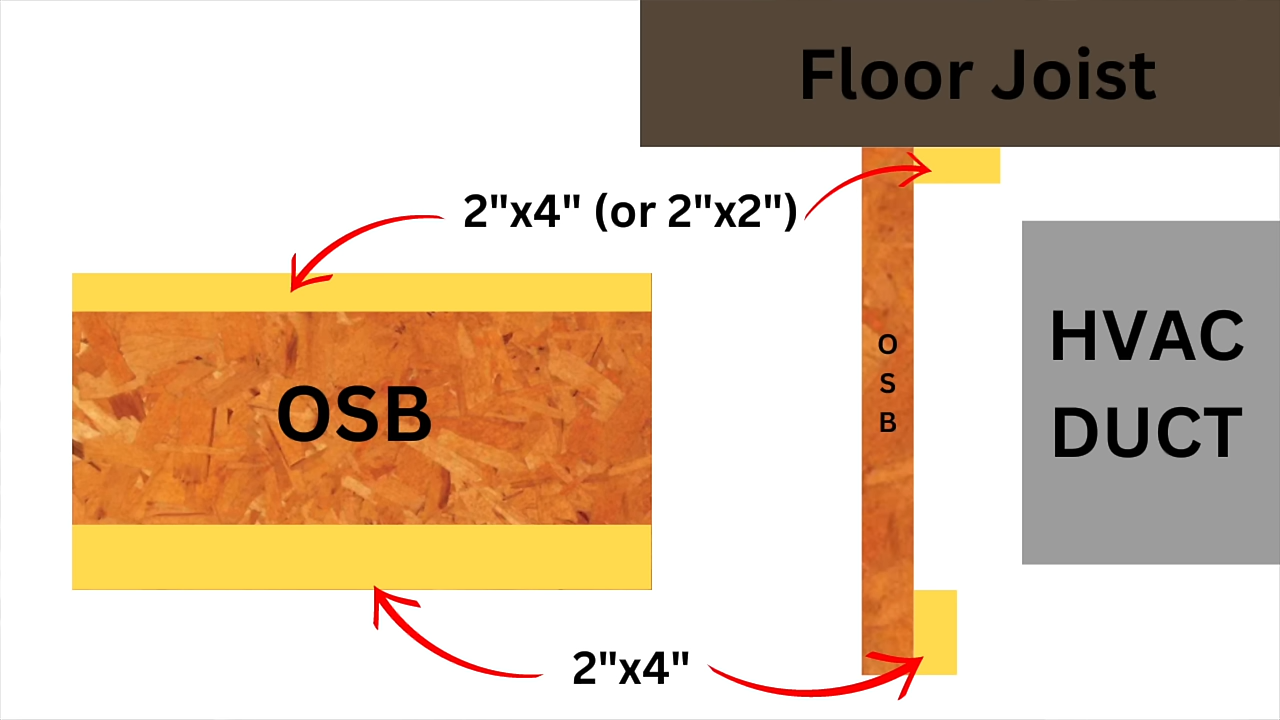 Floor Joist
2"x4" (or 2"x2")
OSB
O
S
B
HVAC
DUCT
2"x4"